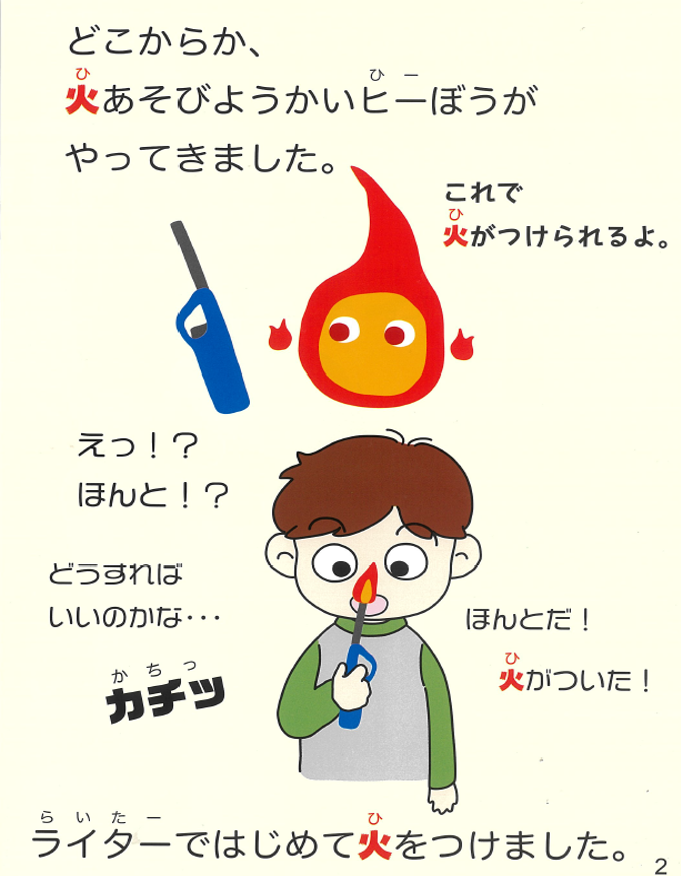 どこからか、
火あそびようかいヒーぼうが
やってきました。
これで
火がつけられるよ。
えっ！？
ほんと！？
どうすれば
いいのかな･･･
カチッ
ほんとだ！
火がついた！
ライターではじめて火をつけました。
2